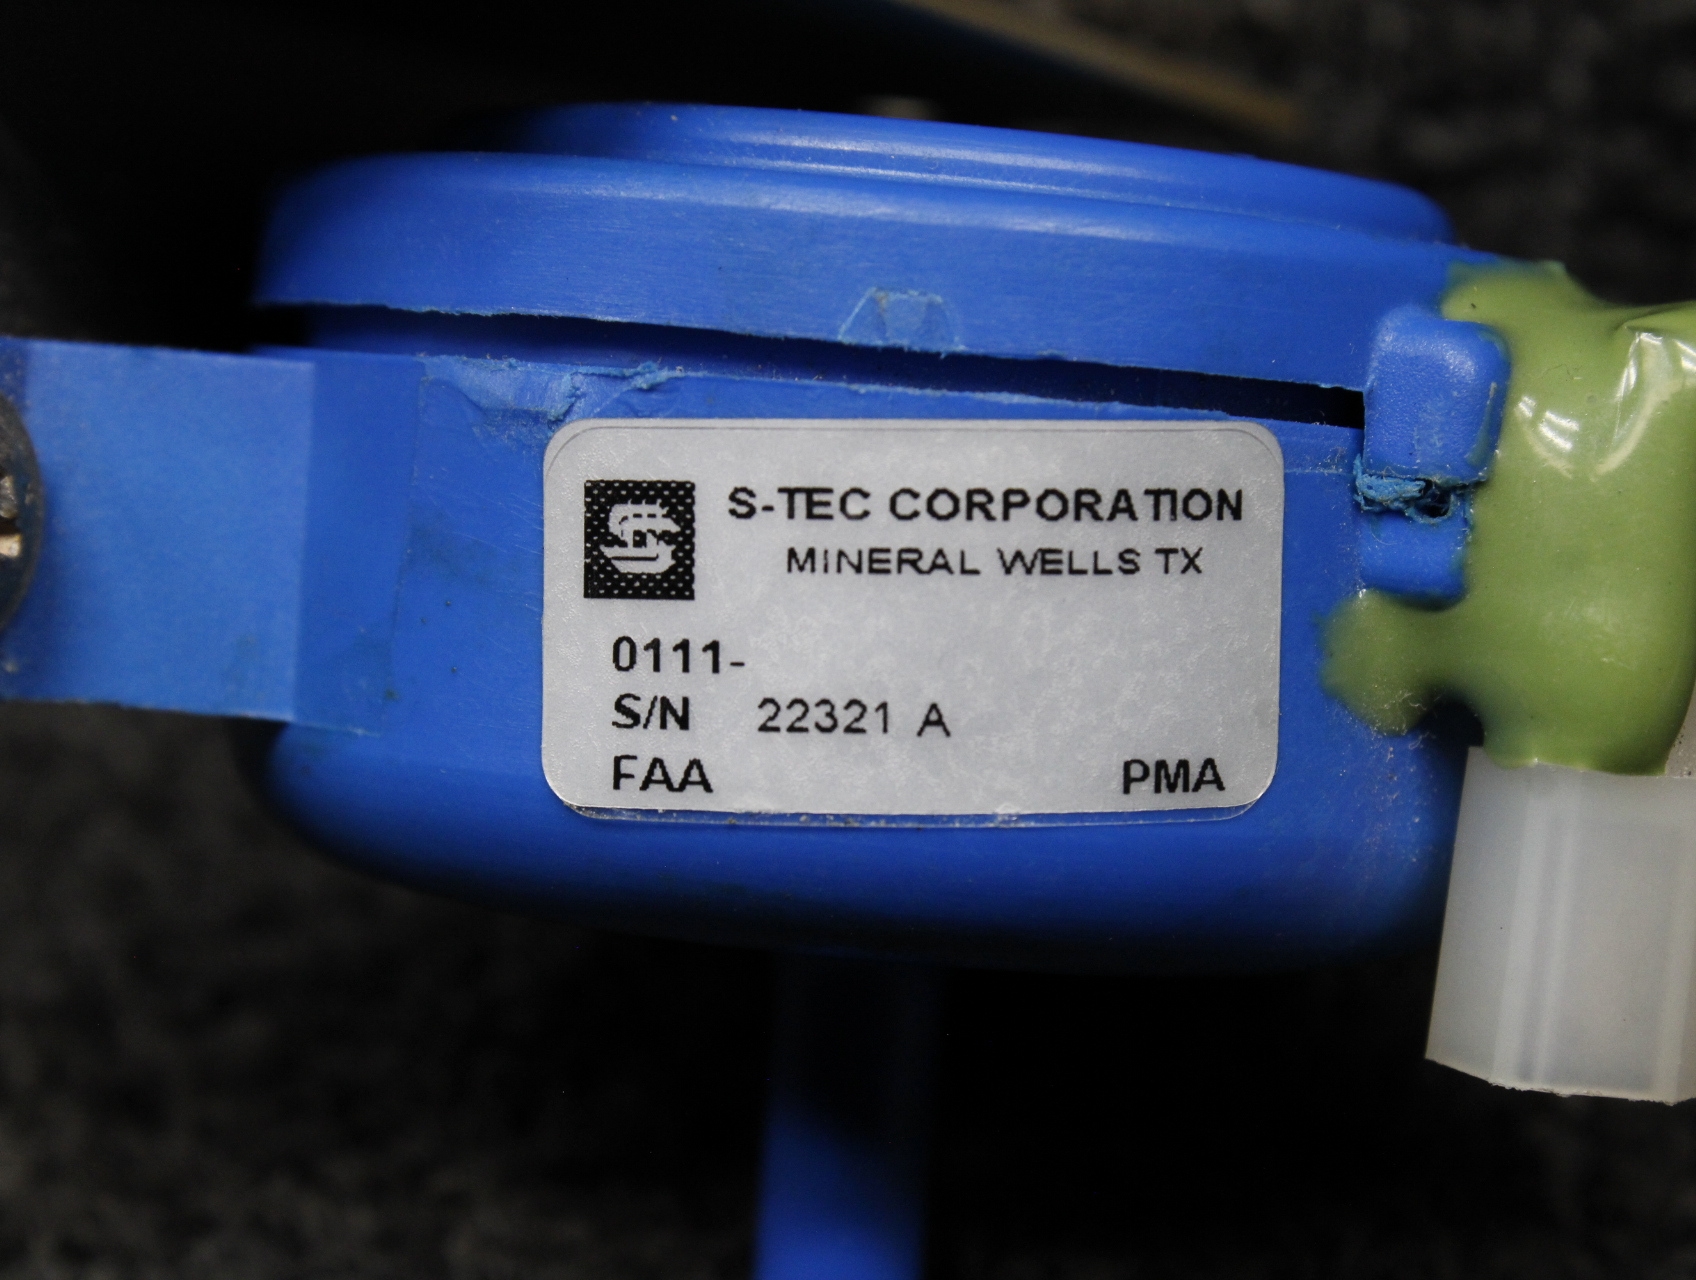 S-TEC CORPORATION
MINERAL WELLS TX
0111-
S/N 22321 A
FAA PMA